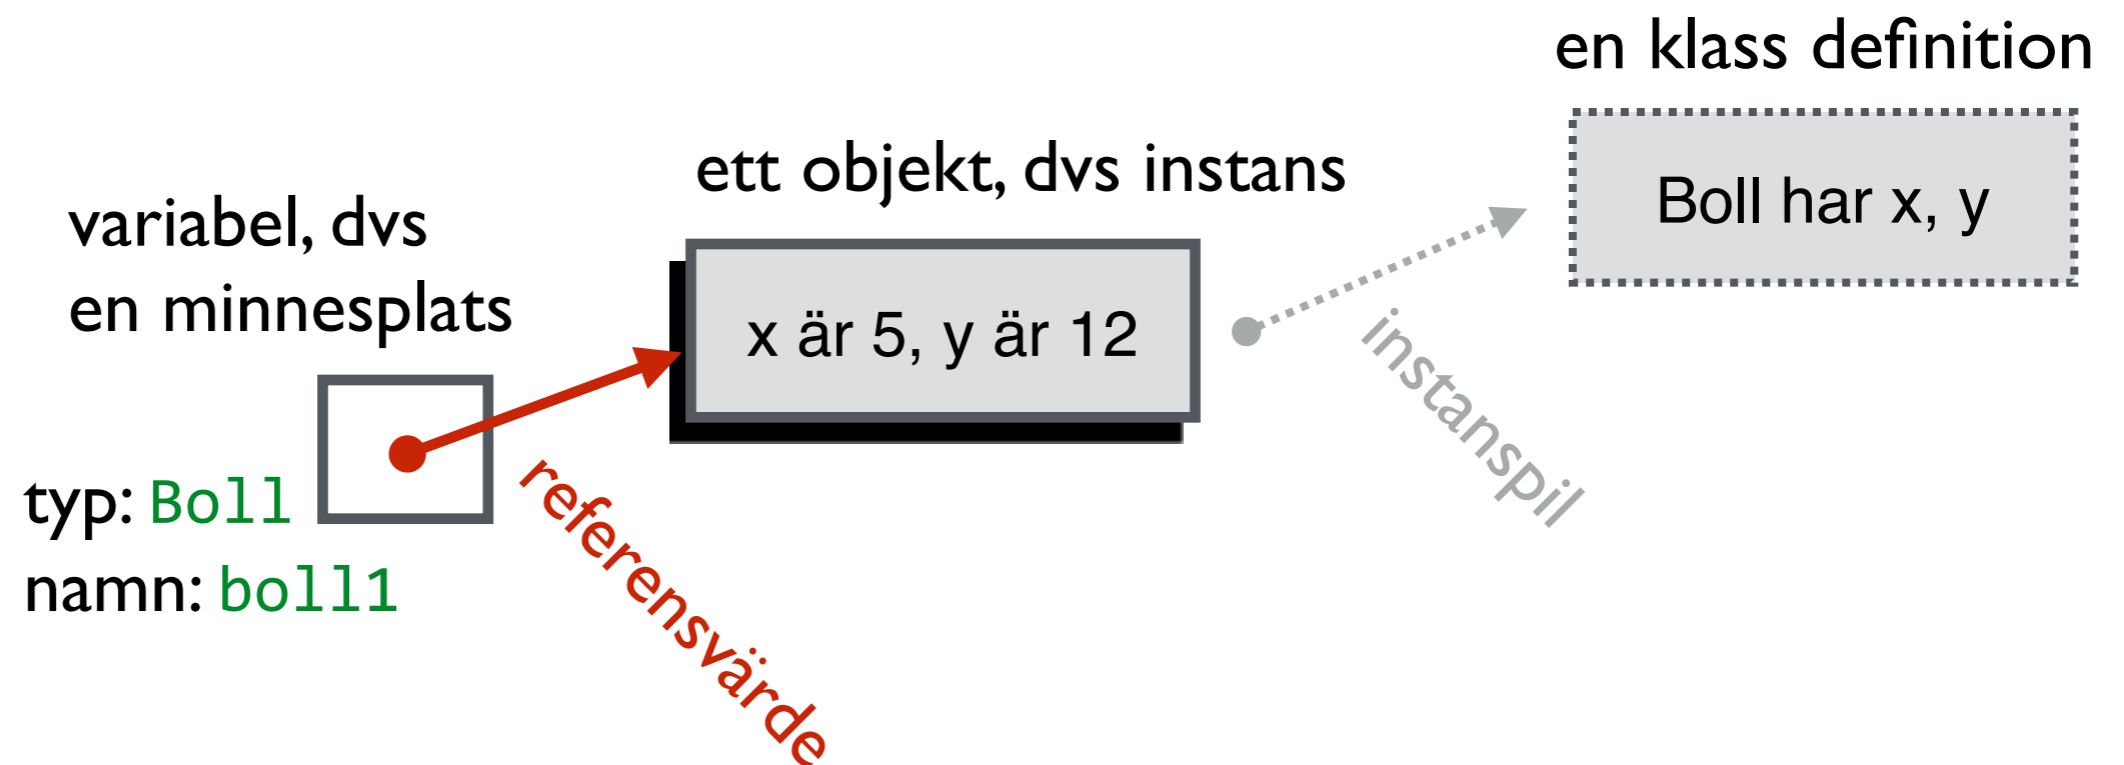 variabel, dvs
en minnesplats
typ: Boll
namn: boll1
referensvärde
ett objekt, dvs instans
x är 5, y är 12
instanspil
en klass definition
Boll har x, y